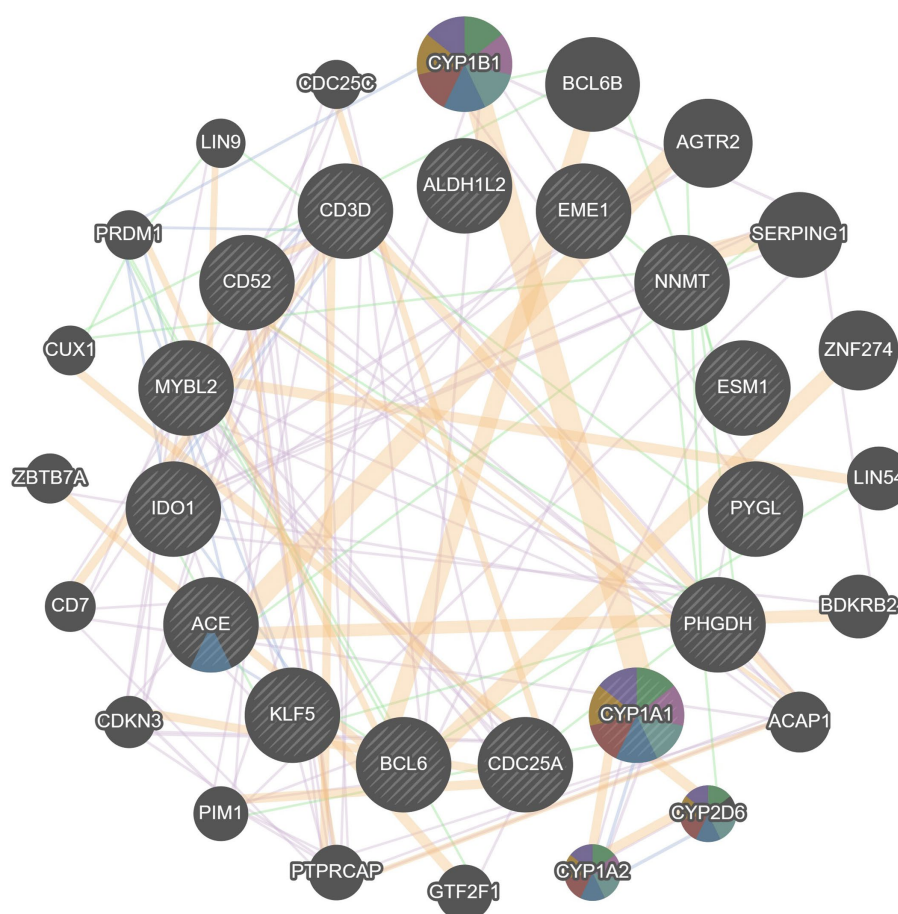 CYP1B1
CDC25C
BCL6B
AGTR2
LIN9
ALDH1L2
CD3D
EME1
PRDM1
SERPING1
CD52
NNMT
CUX1
ZNF274
MYBL2
ESM1
ZBTB7A
LIN54
IDO1
PYGL
CD7
BDKRB2
ACE
PHGDH
CDKN3
KLF5
CYP1A1
ACAP1
BCL6
CDC25A
PIM1
CYP2D6
PTPRCAP
CYP1A2
GTF2F1